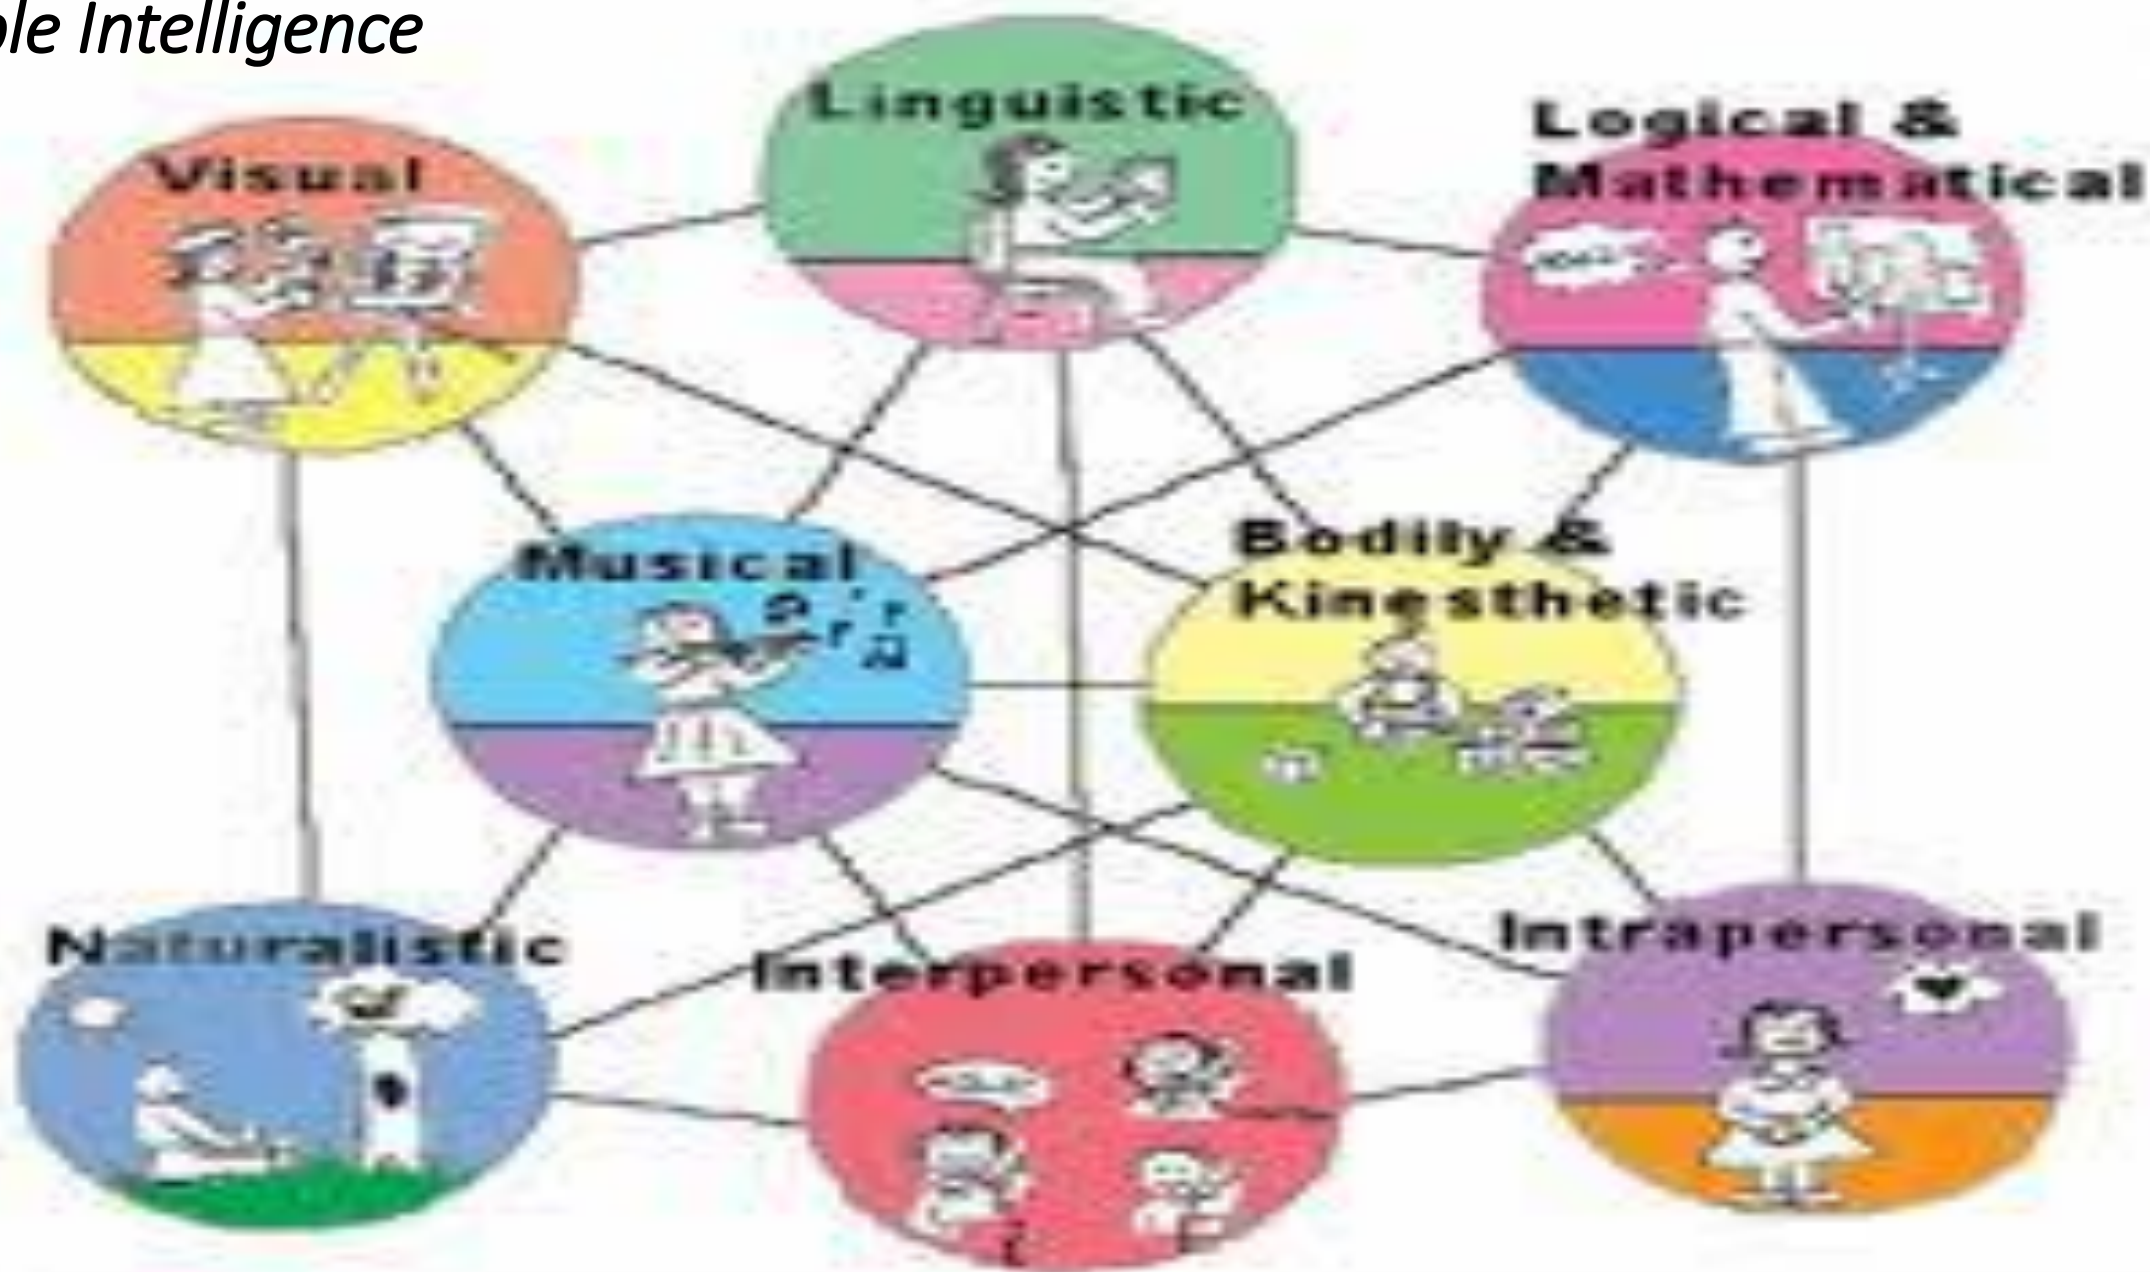 ple Intelligence
Linguistic
Logical &
Mathematical
Visual
Bodily &
Kinesthetic
Musical
Naturalistic
Interpersonal
Intrapersonal